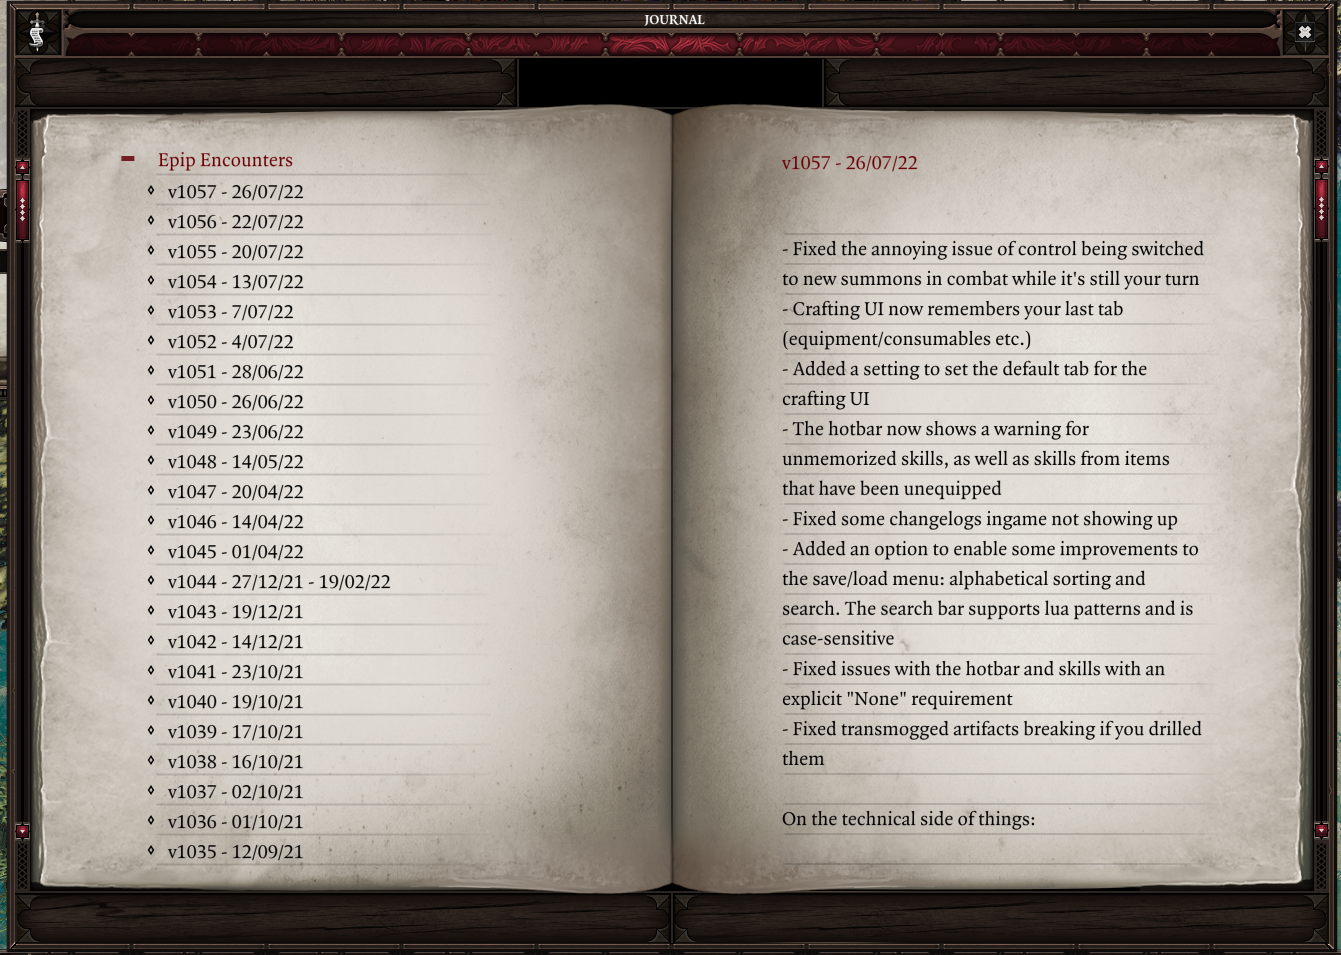 JOURNAL
Epip Encounters
v1057 - 26/07/22
v1056 - 22/07/22
v1055 - 20/07/22
v1054 - 13/07/22
v1053 - 7/07/22
v1052 - 4/07/22
v1051 - 28/06/22
v1050 - 26/06/22
v1049 - 23/06/22
v1048 - 14/05/22
v1047 - 20/04/22
v1046 - 14/04/22
v1045 - 01/04/22
v1044 - 27/12/21 - 19/02/22
v1043 - 19/12/21
v1042 - 14/12/21
v1041 - 23/10/21
v1040 - 19/10/21
v1039 - 17/10/21
v1038 - 16/10/21
v1037 - 02/10/21
v1036 - 01/10/21
v1035 - 12/09/21
v1057 - 26/07/22
- Fixed the annoying issue of control being switched
to new summons in combat while it's still your turn
- Crafting UI now remembers your last tab
(equipment/consumables etc.)
- Added a setting to set the default tab for the
crafting UI
- The hotbar now shows a warning for
unmemorized skills, as well as skills from items
that have been unequipped
- Fixed some changelogs ingame not showing up
- Added an option to enable some improvements to
the save/load menu: alphabetical sorting and
search. The search bar supports lua patterns and is
case-sensitive
- Fixed issues with the hotbar and skills with an
explicit "None" requirement
- Fixed transmogged artifacts breaking if you drilled
them
On the technical side of things: